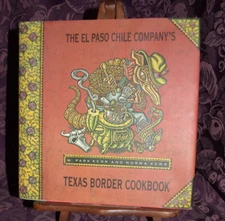 THE EL PASO CHILE COMPANY'S
W. PARK KERR AND NORMA KERR
TEXAS BORDER COOKBOOK